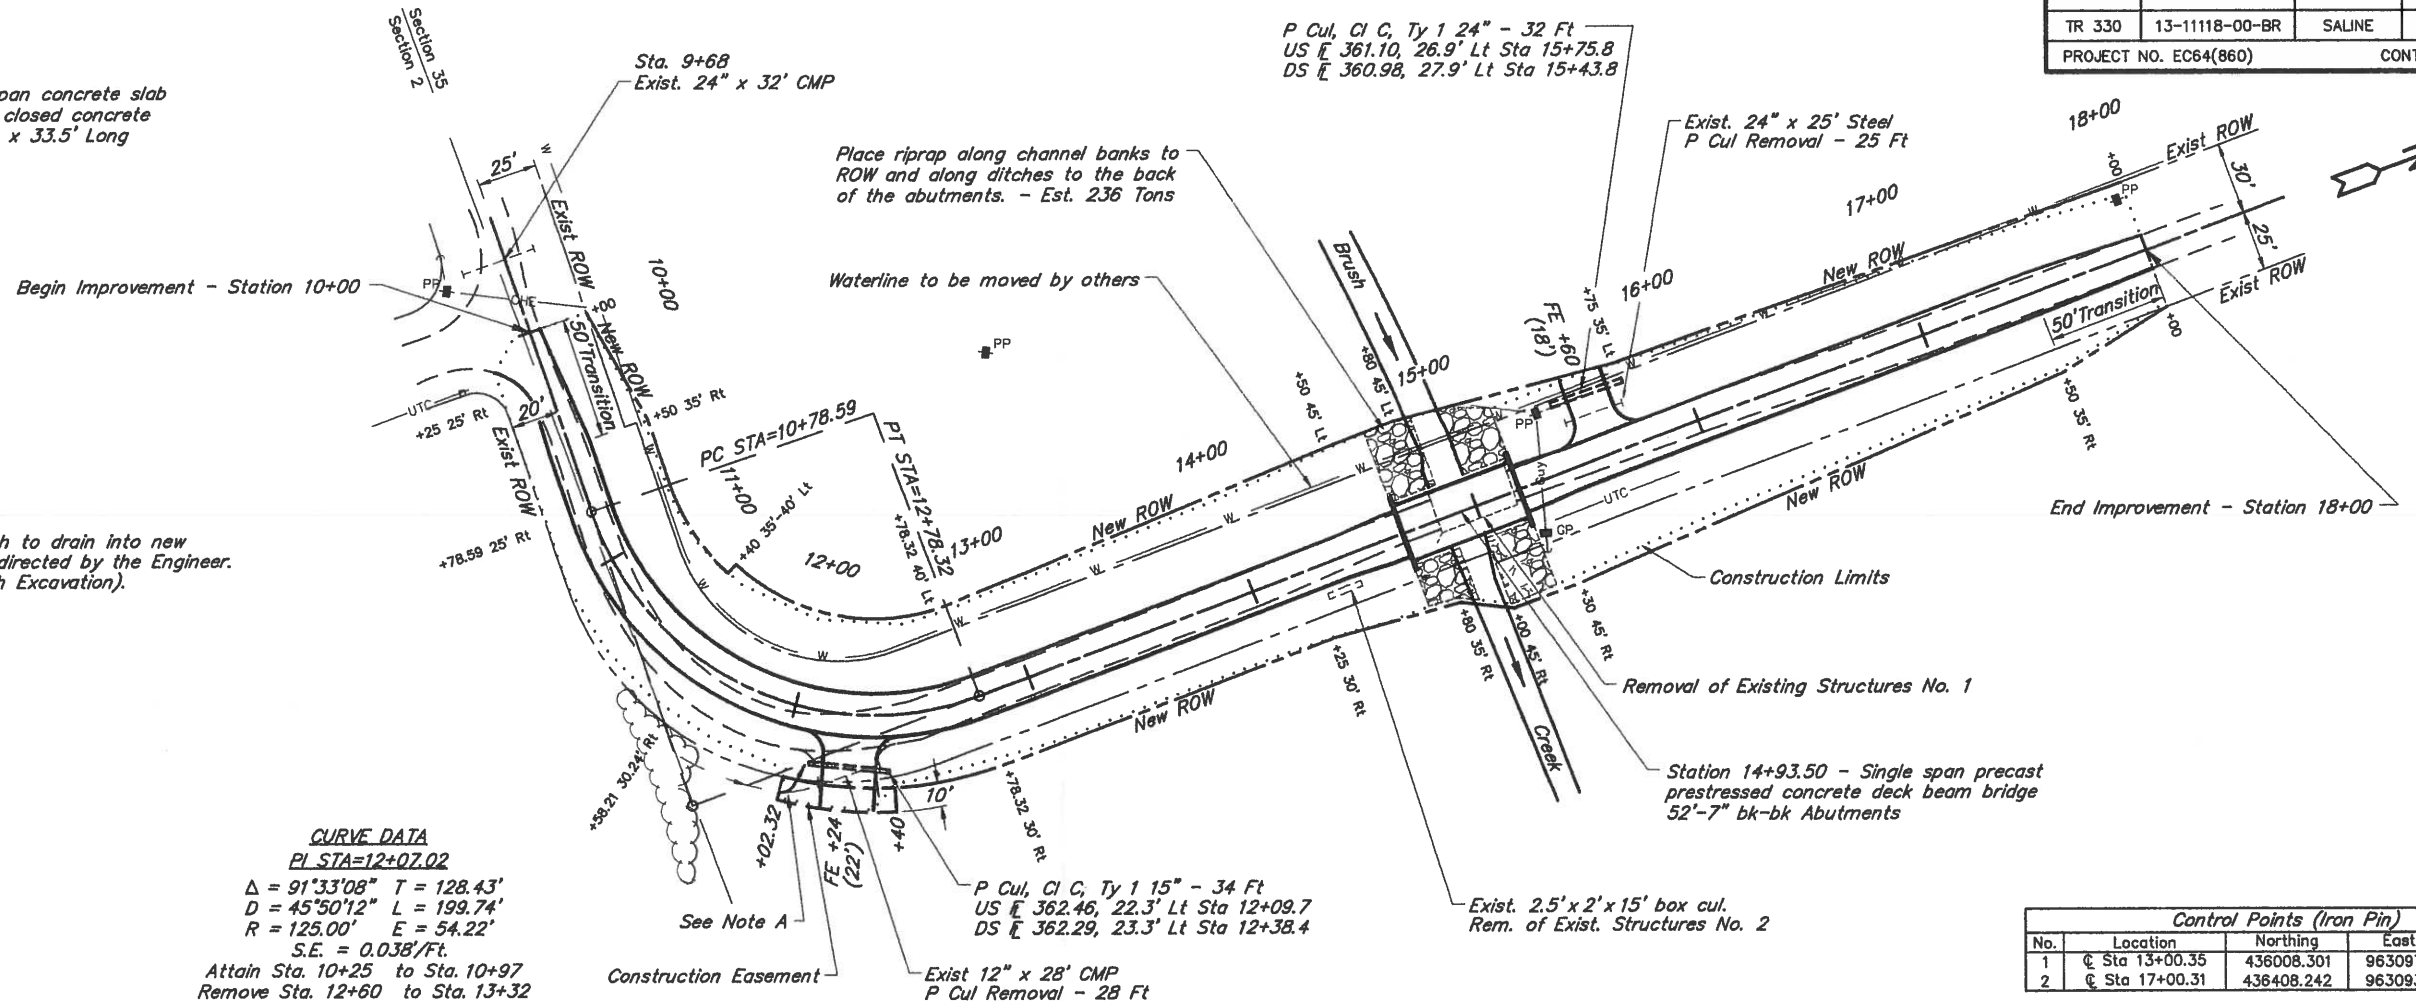 TR 330 13-11118-00-BR SALINE
PROJECT NO. EC64(860)
Section 35
Section 2
concrete slab
closed concrete
x 33.5' Long
Sta. 9+68
Exist. 24" x 32' CMP
P Cul, Cl C, Ty 1 24" - 32 Ft
US FL 361.10, 26.9' Lt Sta 15+75.8
DS FL 360.98, 27.9' Lt Sta 15+43.8
Exist. 24" x 25' Steel
P Cul Removal - 25 Ft
Place riprap along channel banks to
ROW and along ditches to the back
of the abutments. - Est. 236 Tons
Waterline to be moved by others
Begin Improvement - Station 10+00
25'
W
Exist ROW
10+00
PP
OHE
+00
New ROW
50' Transition
+50 35' Rt
20'
UTC
+25 25' Rt
Exist ROW
+78.59 25' Rt
PP
PC STA=10+78.59
11+00
+40 35'-40' Lt
12+00
PT STA=12+78.32
+78.32 40' Lt
13+00
New ROW
14+00
+50 45' Lt
Brush
+80 45' Lt
15+00
FE +60
(18')
+75 35' Lt
16+00
New ROW
17+00
18+00
+00
PP
Exist ROW
30'
25'
Exist ROW
50' Transition
+00
+50 35' Rt
End Improvement - Station 18+00
PP
Guy
GP
UTC
New ROW
Construction Limits
+30 45' Rt
+00 45' Rt
+80 35' Rt
+25 30' Rt
Creek
Removal of Existing Structures No. 1
Station 14+93.50 - Single span precast
prestressed concrete deck beam bridge
52'-7" bk-bk Abutments
Exist. 2.5' x 2' x 15' box cul.
Rem. of Exist. Structures No. 2
New ROW
+78.32 30' Rt
10'
+40
FE +24
(22')
+02.32
+58.21 30.24' Rt
See Note A
Construction Easement
P Cul, Cl C, Ty 1 15" - 34 Ft
US FL 362.46, 22.3' Lt Sta 12+09.7
DS FL 362.29, 23.3' Lt Sta 12+38.4
Exist 12" x 28' CMP
P Cul Removal - 28 Ft
to drain into new
directed by the Engineer.
Excavation).
CURVE DATA
PI STA=12+07.02
Δ = 91°33'08" T = 128.43'
D = 45°50'12" L = 199.74'
R = 125.00' E = 54.22'
S.E. = 0.038'/Ft.
Attain Sta. 10+25 to Sta. 10+97
Remove Sta. 12+60 to Sta. 13+32
Control Points (Iron Pin)
No. Location Northing
1 ℄ Sta 13+00.35 436008.301
2 ℄ Sta 17+00.31 436408.242